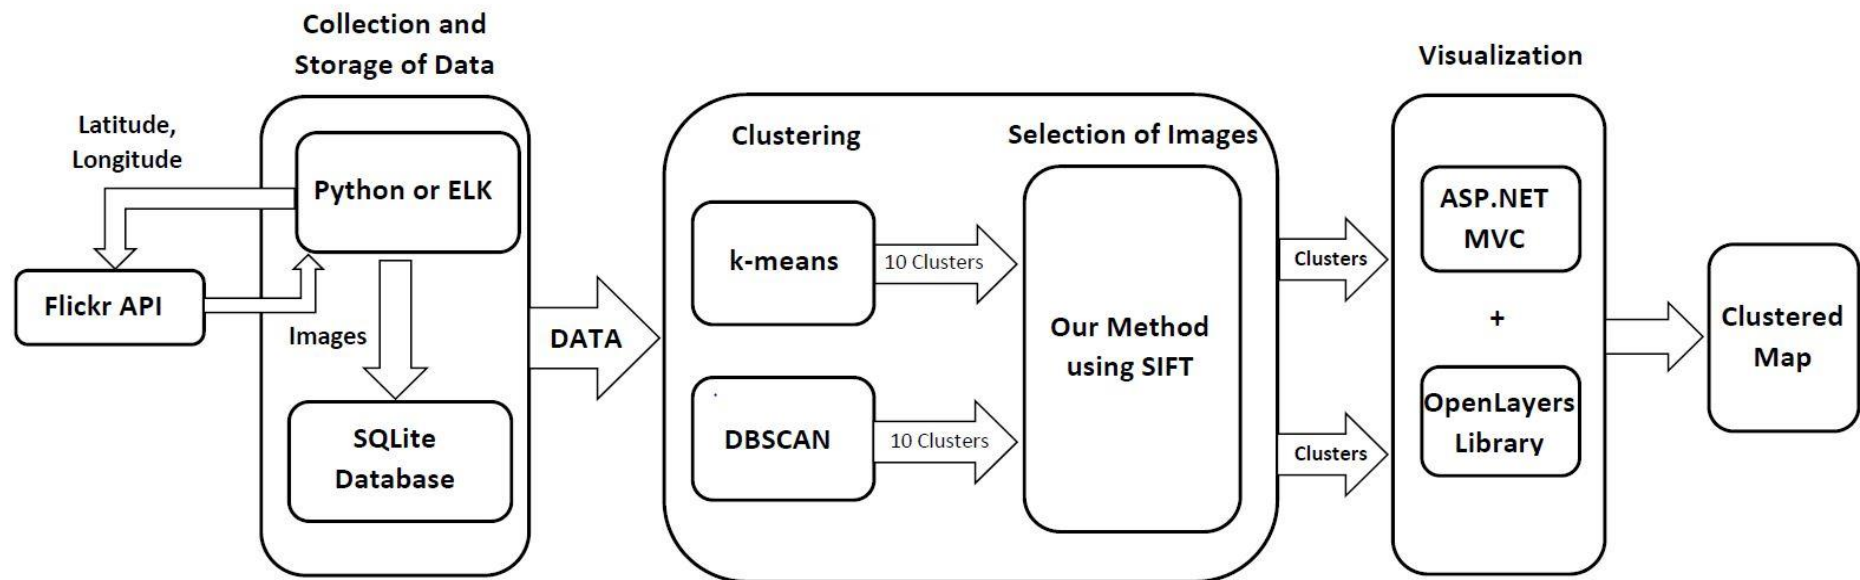 Collection and
Storage of Data
Latitude,
Longitude
Python or ELK
Flickr API
Images
SQLite
Database
DATA
Clustering
Selection of Images
k-means
10 Clusters
DBSCAN
10 Clusters
Our Method
using SIFT
Clusters
Clusters
Visualization
ASP.NET
MVC
+
OpenLayers
Library
Clustered
Map